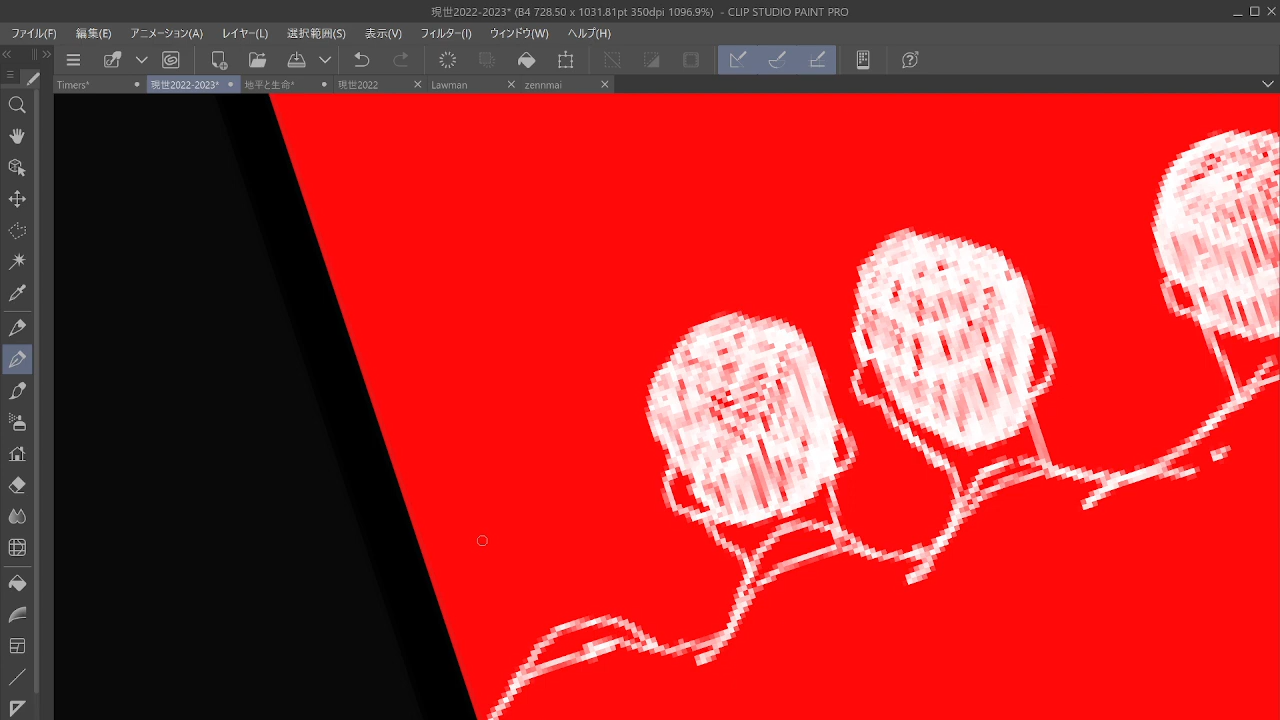 現世2022-2023* (B4 728.50 x 1031.81pt 350dpi 1096.9%) - CLIP STUDIO PAINT PRO
ファイル(F) 編集(E) アニメーション(A) レイヤー(L) 選択範囲(S) 表示(V) フィルター(I) ウィンドウ(W) ヘルプ(H)
Timers* 現世2022-2023* 地平と生命* 現世2022 Lawman zennmai